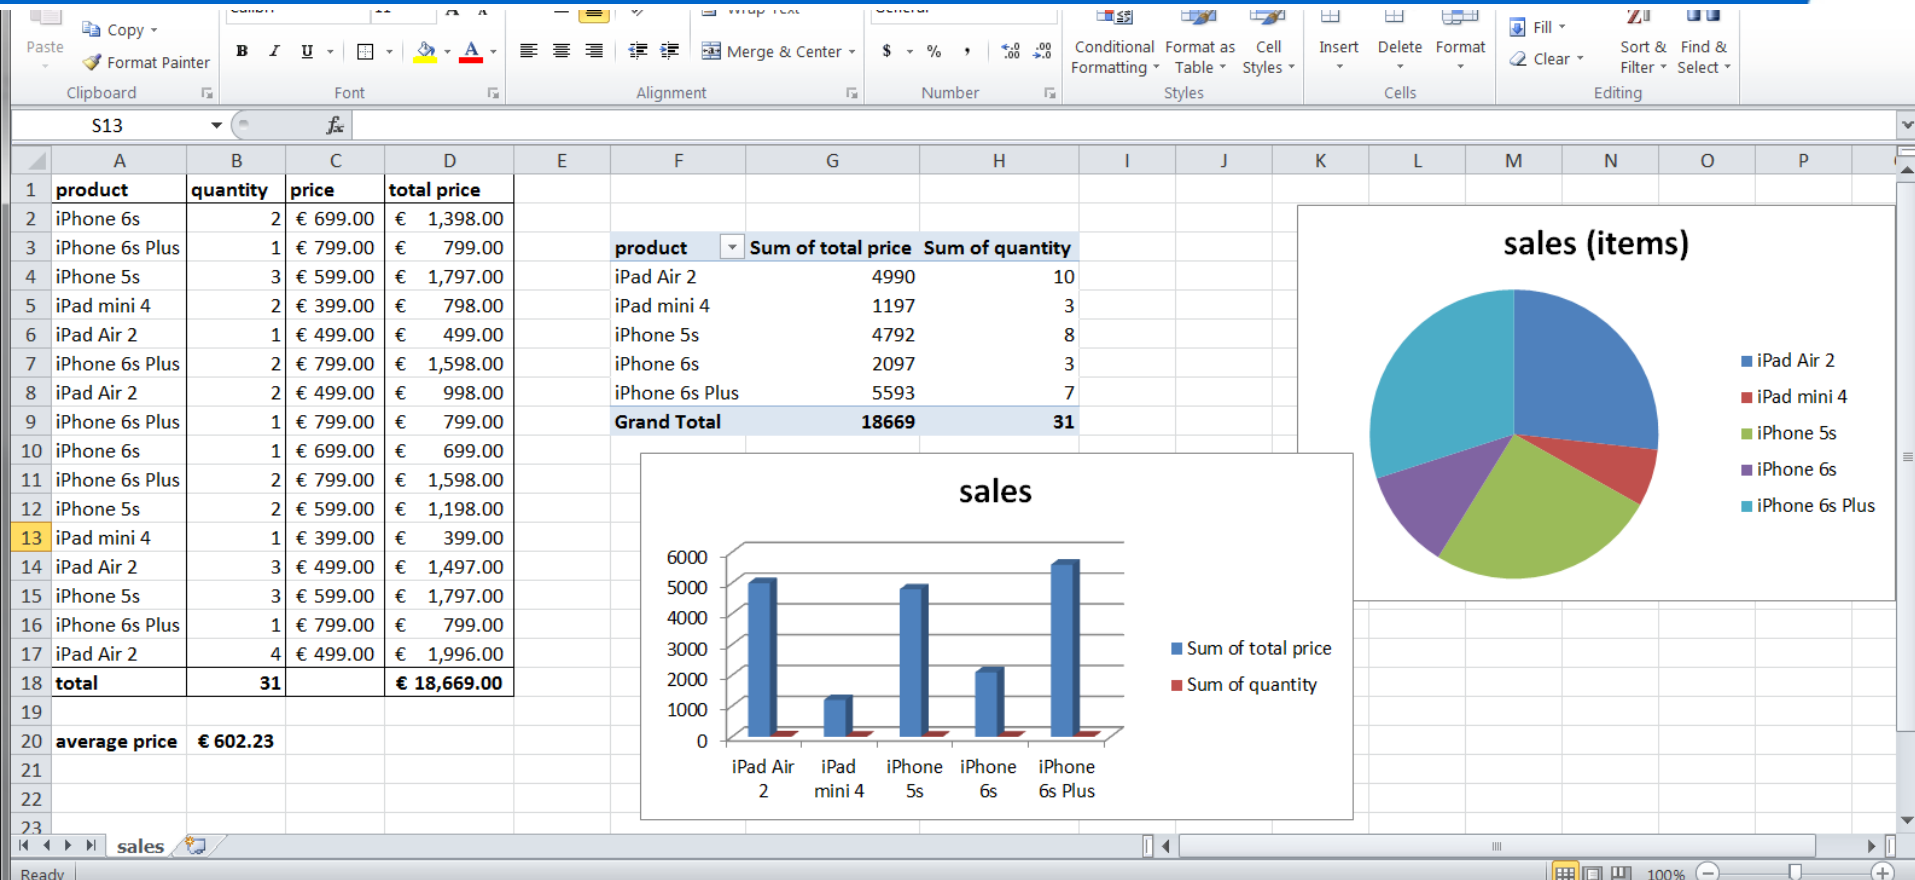 Copy
Paste
Format Painter
B I U
A
Merge & Center
$ % ,
Conditional Formatting
Format as Table
Cell Styles
Insert
Delete
Format
Fill
Clear
Sort & Filter
Find & Select
Clipboard
Font
Alignment
Number
Styles
Cells
Editing
S13
fx
A B C D E F G H I J K L M N O P
1 product quantity price total price
2 iPhone 6s 2 € 699.00 € 1,398.00
3 iPhone 6s Plus 1 € 799.00 € 799.00
4 iPhone 5s 3 € 599.00 € 1,797.00
5 iPad mini 4 2 € 399.00 € 798.00
6 iPad Air 2 1 € 499.00 € 499.00
7 iPhone 6s Plus 2 € 799.00 € 1,598.00
8 iPad Air 2 2 € 499.00 € 998.00
9 iPhone 6s Plus 1 € 799.00 € 799.00
10 iPhone 6s 1 € 699.00 € 699.00
11 iPhone 6s Plus 2 € 799.00 € 1,598.00
12 iPhone 5s 2 € 599.00 € 1,198.00
13 iPad mini 4 1 € 399.00 € 399.00
14 iPad Air 2 3 € 499.00 € 1,497.00
15 iPhone 5s 3 € 599.00 € 1,797.00
16 iPhone 6s Plus 1 € 799.00 € 799.00
17 iPad Air 2 4 € 499.00 € 1,996.00
18 total 31 € 18,669.00
19
20 average price € 602.23
21
22
23
product Sum of total price Sum of quantity
iPad Air 2 4990 10
iPad mini 4 1197 3
iPhone 5s 4792 8
iPhone 6s 2097 3
iPhone 6s Plus 5593 7
Grand Total 18669 31
sales (items)
iPad Air 2
iPad mini 4
iPhone 5s
iPhone 6s
iPhone 6s Plus
sales
6000
5000
4000
3000
2000
1000
0
iPad Air 2
iPad mini 4
iPhone 5s
iPhone 6s
iPhone 6s Plus
Sum of total price
Sum of quantity
sales
Ready
100%